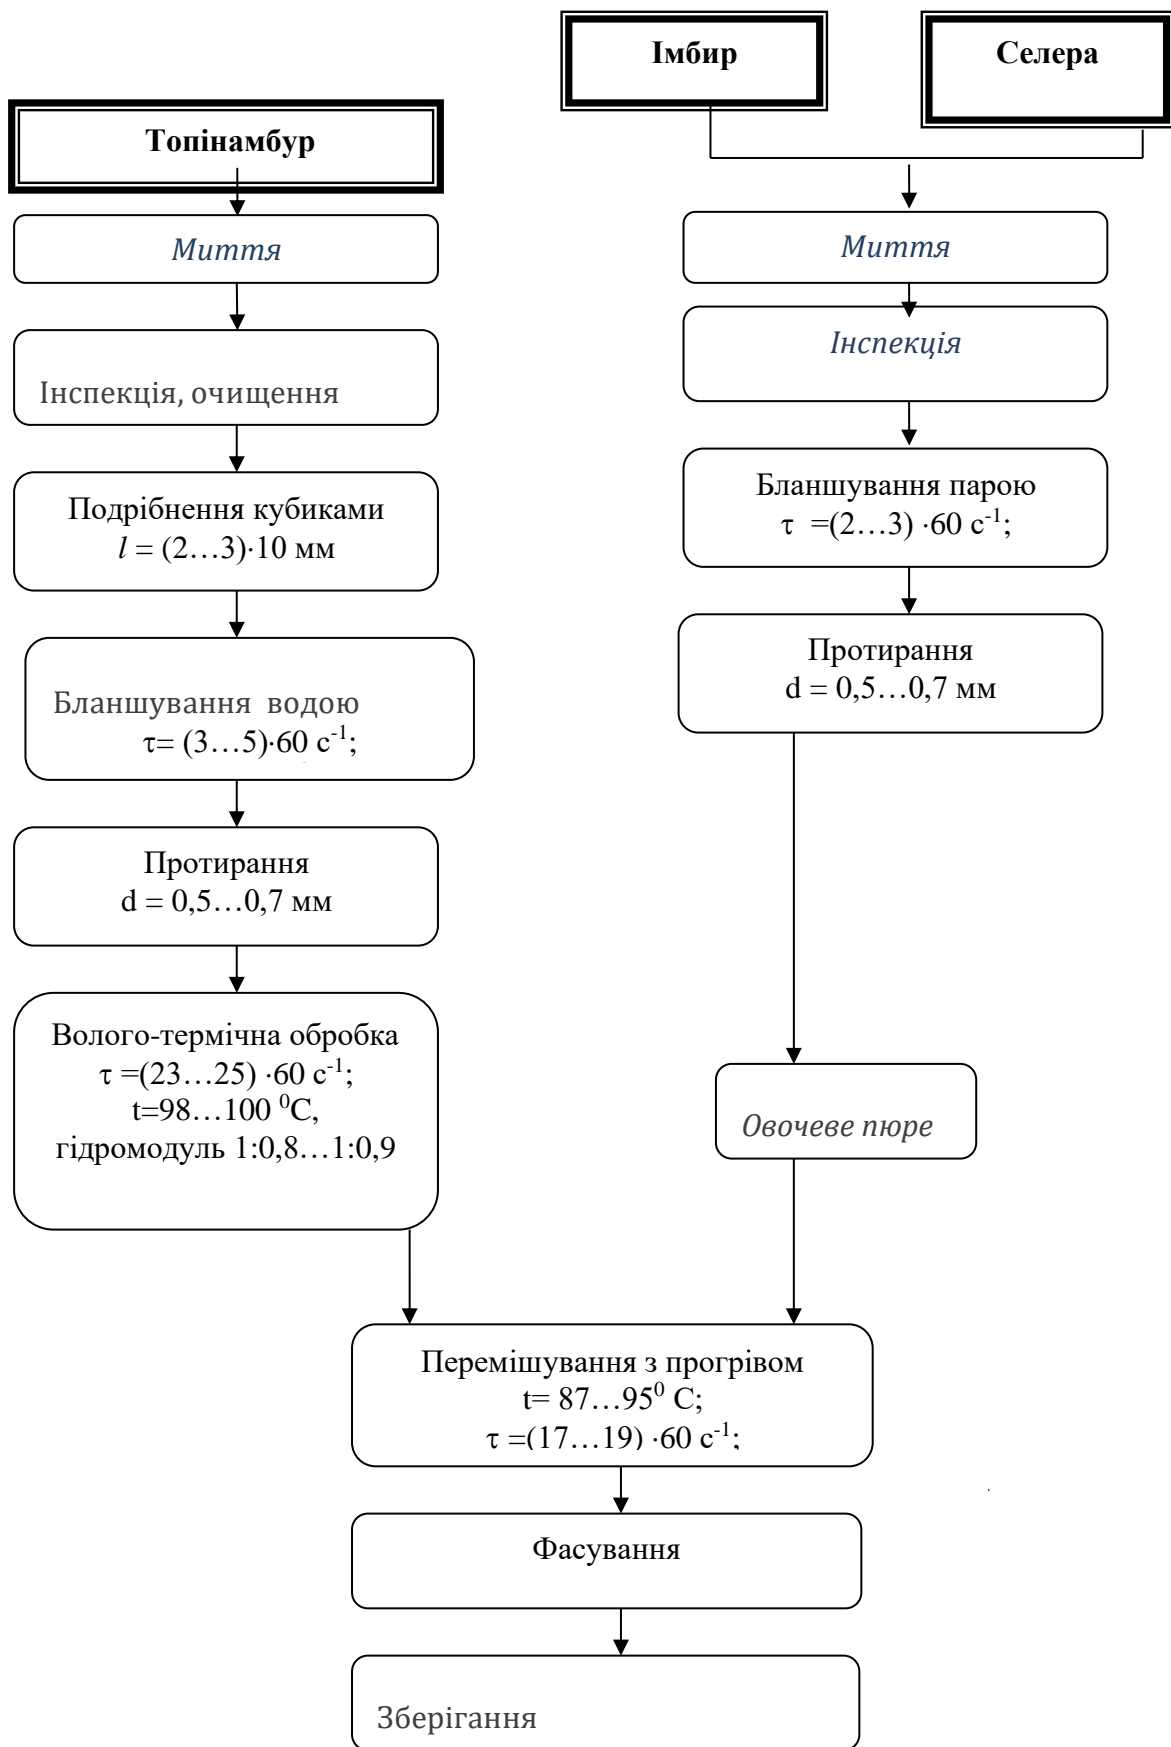 Імбир
Селера
Топінамбур
Миття
Інспекція, очищення
Подрібнення кубиками
l = (2…3)·10 мм
Бланшування водою
τ= (3…5)·60 с⁻¹;
Протирання
d = 0,5…0,7 мм
Волого-термічна обробка
τ =(23…25) ·60 с⁻¹;
t=98…100 ⁰С,
гідромодуль 1:0,8…1:0,9
Миття
Інспекція
Бланшування парою
τ =(2…3) ·60 с⁻¹;
Протирання
d = 0,5…0,7 мм
Овочеве пюре
Перемішування з прогрівом
t= 87…95⁰ С;
τ =(17…19) ·60 с⁻¹;
Фасування
Зберігання